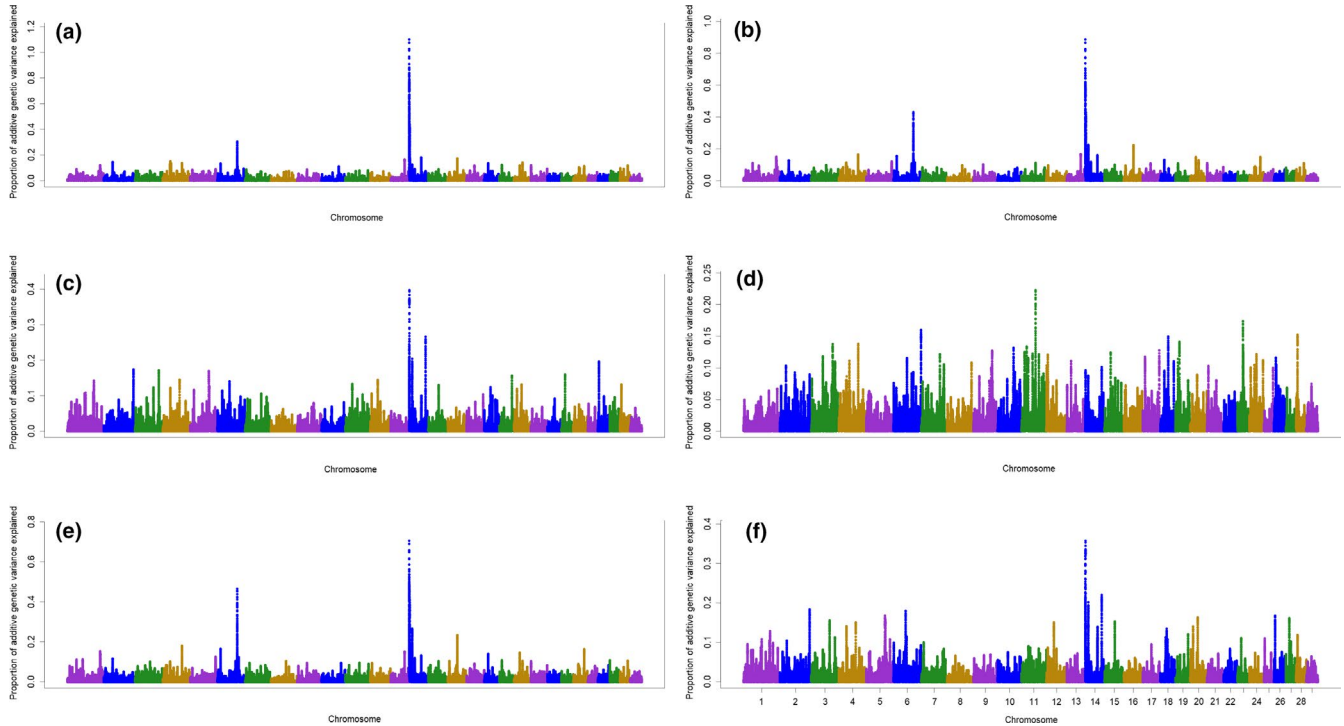 (a)
Proportion of additive genetic variance explained
0.0 0.2 0.4 0.6 0.8 1.0 1.2
Chromosome
(b)
Proportion of additive genetic variance explained
0.0 0.2 0.4 0.6 0.8 1.0
Chromosome
(c)
Proportion of additive genetic variance explained
0.0 0.1 0.2 0.3 0.4
Chromosome
(d)
Proportion of additive genetic variance explained
0.00 0.05 0.10 0.15 0.20 0.25
Chromosome
(e)
Proportion of additive genetic variance explained
0.0 0.2 0.4 0.6 0.8
Chromosome
(f)
Proportion of additive genetic variance explained
0.0 0.1 0.2 0.3 0.4
1 2 3 4 5 6 7 8 9 10 11 12 13 14 15 16 17 18 19 20 21 22 24 26 28
Chromosome